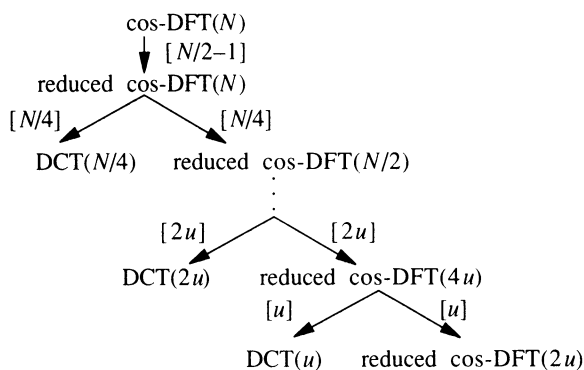 cos-DFT(N)
[N/2–1]
reduced cos-DFT(N)
[N/4] [N/4]
DCT(N/4) reduced cos-DFT(N/2)
[2u] [2u]
DCT(2u) reduced cos-DFT(4u)
[u] [u]
DCT(u) reduced cos-DFT(2u)